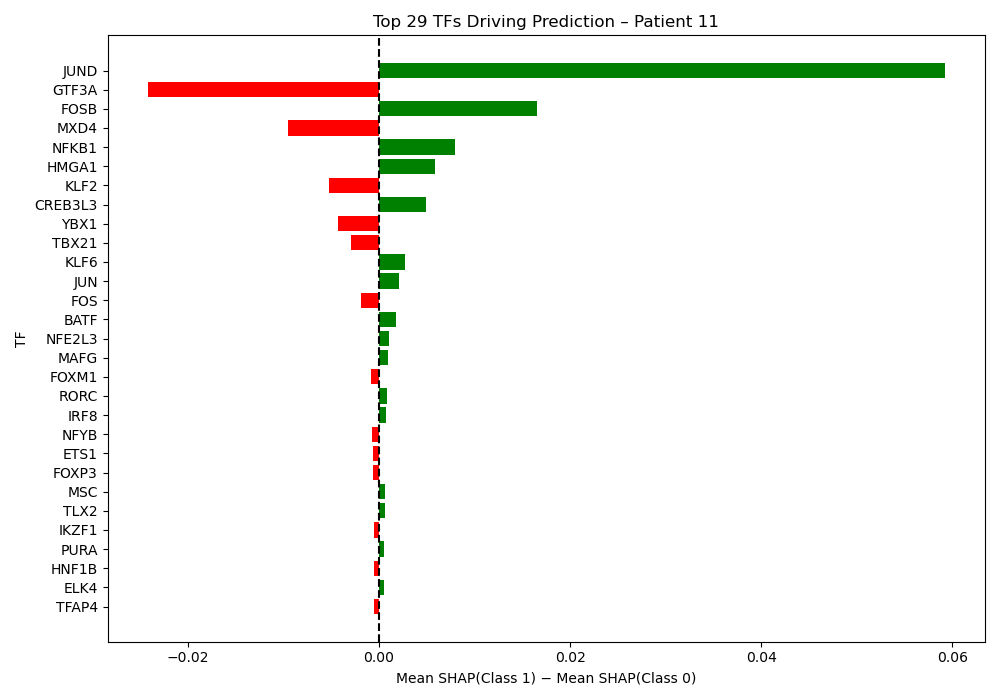 Top 29 TFs Driving Prediction – Patient 11
JUND
GTF3A
FOSB
MXD4
NFKB1
HMGA1
KLF2
CREB3L3
YBX1
TBX21
KLF6
JUN
FOS
BATF
NFE2L3
MAFG
FOXM1
RORC
IRF8
NFYB
ETS1
FOXP3
MSC
TLX2
IKZF1
PURA
HNF1B
ELK4
TFAP4
TF
−0.02 0.00 0.02 0.04 0.06
Mean SHAP(Class 1) − Mean SHAP(Class 0)